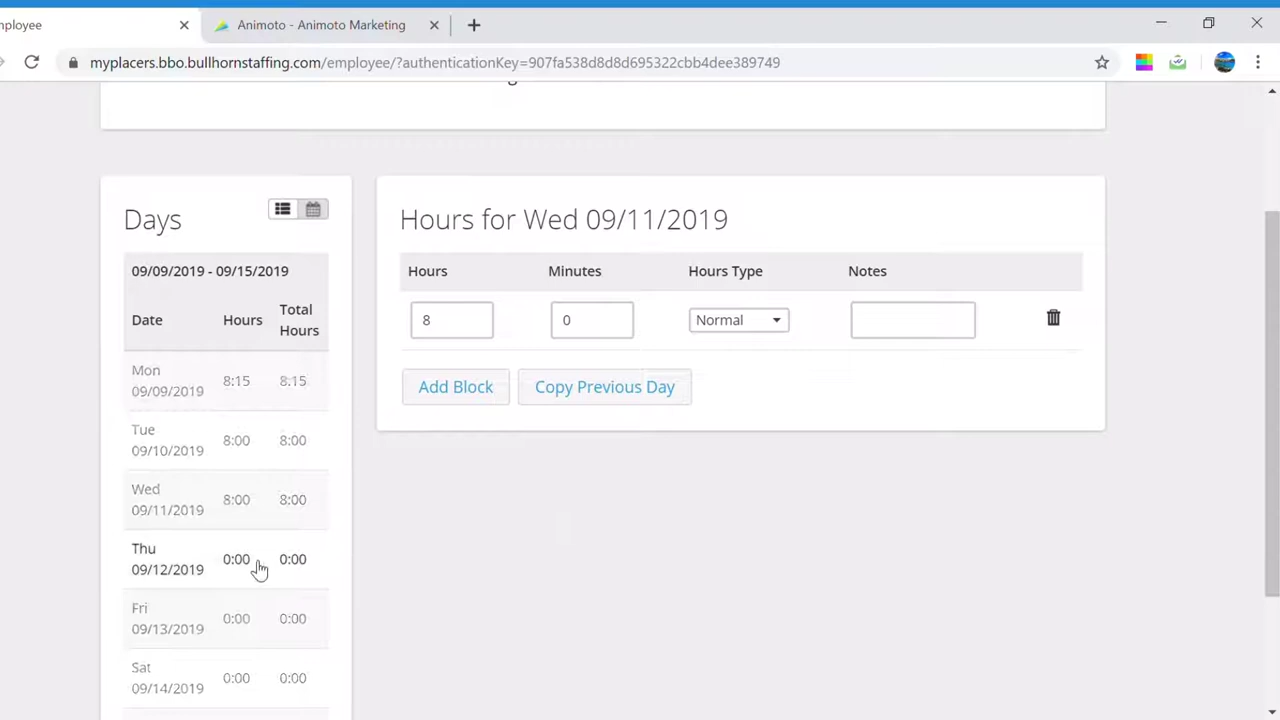 mployee
Animoto - Animoto Marketing
myplacers.bbo.bullhornstaffing.com/employee/?authenticationKey=907fa538d8d8d695322cbb4dee389749
Days
09/09/2019 - 09/15/2019
Date Hours Total Hours
Mon 09/09/2019 8:15 8:15
Tue 09/10/2019 8:00 8:00
Wed 09/11/2019 8:00 8:00
Thu 09/12/2019 0:00 0:00
Fri 09/13/2019 0:00 0:00
Sat 09/14/2019 0:00 0:00
Hours for Wed 09/11/2019
Hours Minutes Hours Type Notes
8 0 Normal
Add Block Copy Previous Day